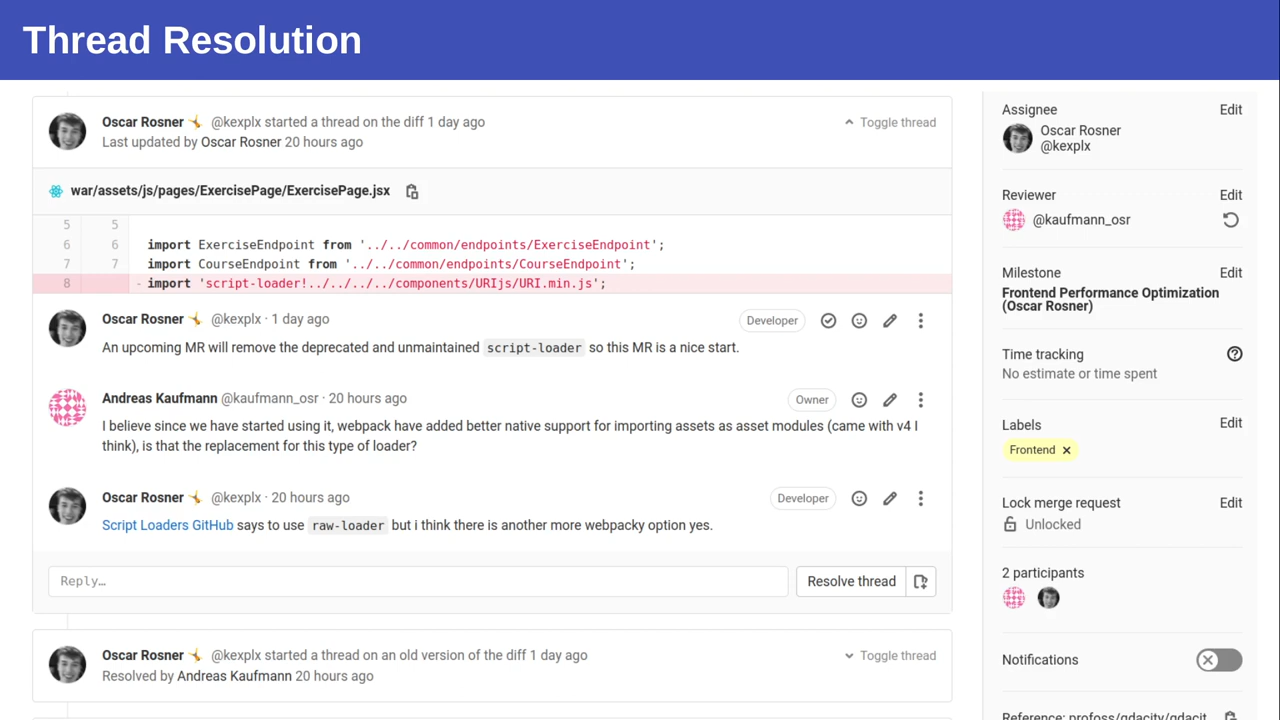 Thread Resolution
Oscar Rosner 🤸 @kexplx started a thread on the diff 1 day ago
Toggle thread
Last updated by Oscar Rosner 20 hours ago
war/assets/js/pages/ExercisePage/ExercisePage.jsx
5 5
6 6 import ExerciseEndpoint from '../../common/endpoints/ExerciseEndpoint';
7 7 import CourseEndpoint from '../../common/endpoints/CourseEndpoint';
8 - import 'script-loader!../../../../components/URIjs/URI.min.js';
Oscar Rosner 🤸 @kexplx · 1 day ago
Developer
An upcoming MR will remove the deprecated and unmaintained script-loader so this MR is a nice start.
Andreas Kaufmann @kaufmann_osr · 20 hours ago
Owner
I believe since we have started using it, webpack have added better native support for importing assets as asset modules (came with v4 I
think), is that the replacement for this type of loader?
Oscar Rosner 🤸 @kexplx · 20 hours ago
Developer
Script Loaders GitHub says to use raw-loader but i think there is another more webpacky option yes.
Reply…
Resolve thread
Oscar Rosner 🤸 @kexplx started a thread on an old version of the diff 1 day ago
Toggle thread
Resolved by Andreas Kaufmann 20 hours ago
Assignee
Edit
Oscar Rosner
@kexplx
Reviewer
Edit
@kaufmann_osr
Milestone
Edit
Frontend Performance Optimization
(Oscar Rosner)
Time tracking
No estimate or time spent
Labels
Edit
Frontend
Lock merge request
Edit
Unlocked
2 participants
Notifications
Reference: profoss/gdacity/gdacit